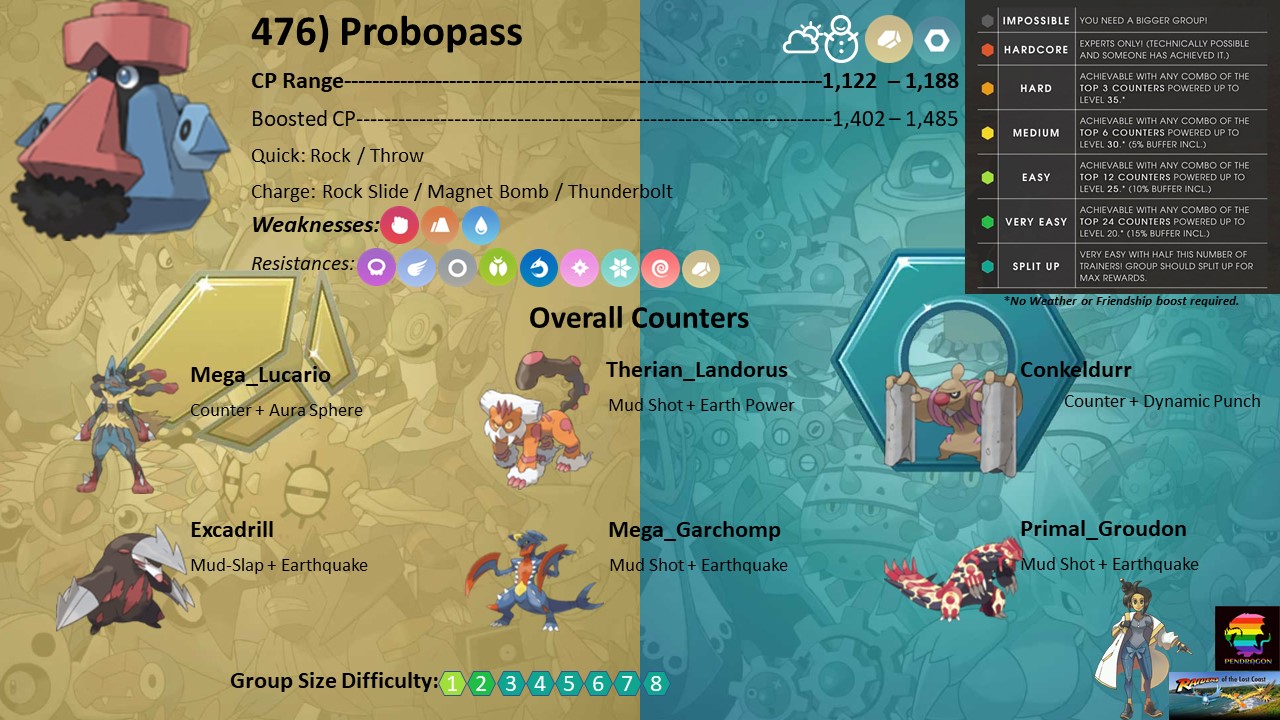 476) Probopass
CP Range 1,122 – 1,188
Boosted CP 1,402 – 1,485
Quick: Rock / Throw
Charge: Rock Slide / Magnet Bomb / Thunderbolt
Weaknesses:
Resistances:
IMPOSSIBLE YOU NEED A BIGGER GROUP!
HARDCORE EXPERTS ONLY! (TECHNICALLY POSSIBLE
AND SOMEONE HAS ACHIEVED IT.)
HARD ACHIEVABLE WITH ANY COMBO OF THE
TOP 3 COUNTERS POWERED UP TO
LEVEL 35.*
MEDIUM ACHIEVABLE WITH ANY COMBO OF THE
TOP 6 COUNTERS POWERED UP TO
LEVEL 30.* (5% BUFFER INCL.)
EASY ACHIEVABLE WITH ANY COMBO OF THE
TOP 12 COUNTERS POWERED UP TO
LEVEL 25.* (10% BUFFER INCL.)
VERY EASY ACHIEVABLE WITH ANY COMBO OF THE
TOP 24 COUNTERS POWERED UP TO
LEVEL 20.* (15% BUFFER INCL.)
SPLIT UP VERY EASY WITH HALF THIS NUMBER OF
TRAINERS! GROUP SHOULD SPLIT UP FOR
MAX REWARDS.
*No Weather or Friendship boost required.
Overall Counters
Mega_Lucario
Counter + Aura Sphere
Therian_Landorus
Mud Shot + Earth Power
Conkeldurr
Counter + Dynamic Punch
Excadrill
Mud-Slap + Earthquake
Mega_Garchomp
Mud Shot + Earthquake
Primal_Groudon
Mud Shot + Earthquake
Group Size Difficulty: 1 2 3 4 5 6 7 8
PENDRAGON
RAIDERS of the Lost Coast